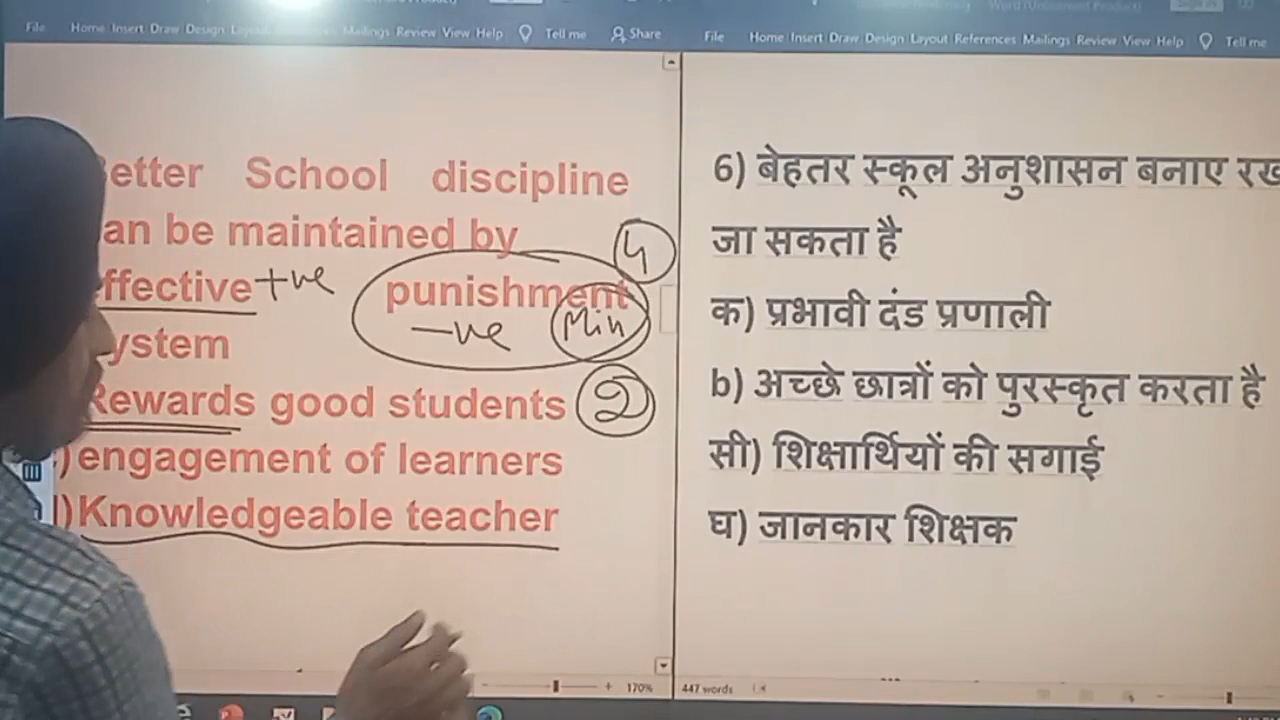 File Home Insert Draw Design Mailings Review View Help Tell me Share
File Home Insert Draw Design Layout References Mailings Review View Help Tell me
etter School discipline
an be maintained by
ffective +ve punishment 4
ystem -ve Min
Rewards good students 2
)engagement of learners
)Knowledgeable teacher
6) बेहतर स्कूल अनुशासन बनाए रख
जा सकता है
क) प्रभावी दंड प्रणाली
b) अच्छे छात्रों को पुरस्कृत करता है
सी) शिक्षार्थियों की सगाई
घ) जानकार शिक्षक
170% 447 words